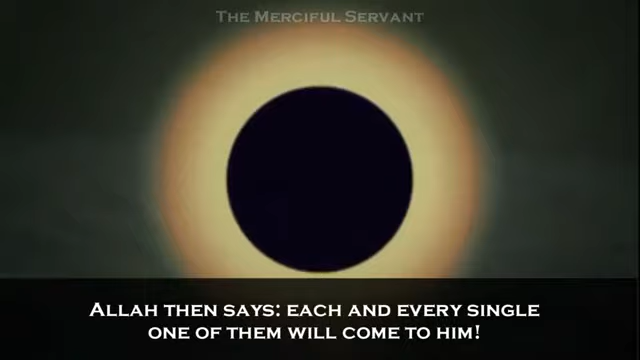 The Merciful Servant
Allah then says: each and every single
one of them will come to him!